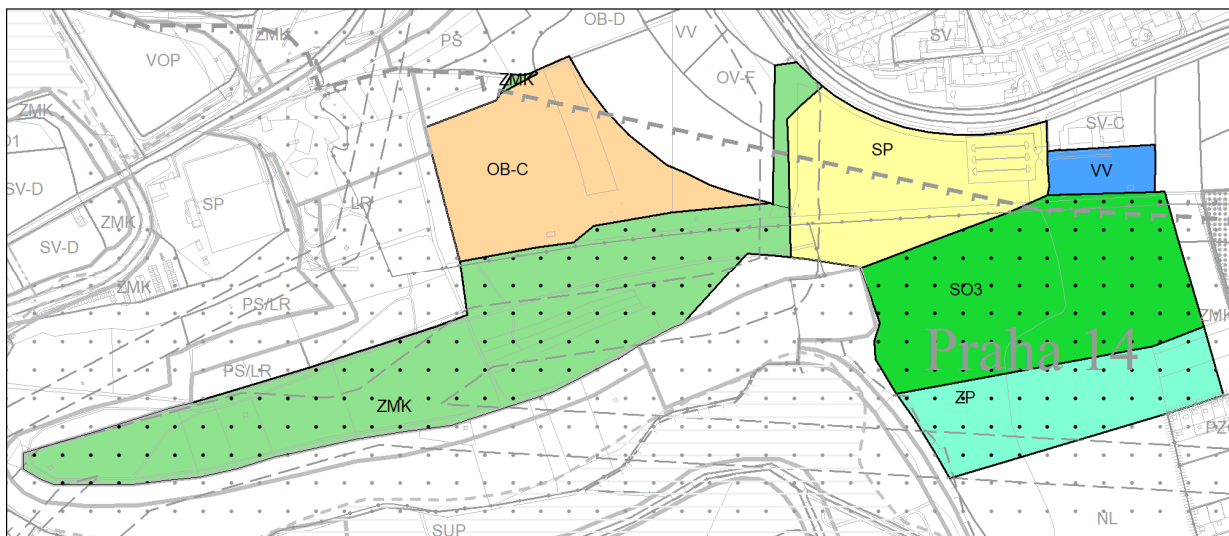 OB-D
VV
SV
ZMK
PS
VOP
ZMK
OV-F
ZMK
SV-C
SP
OB-C
VV
SV-D
SP
LR
ZMK
SV-D
ZMK
SO3
PS/LR
ZMK
Praha 14
PS/LR
ZP
ZMK
NL
SUP